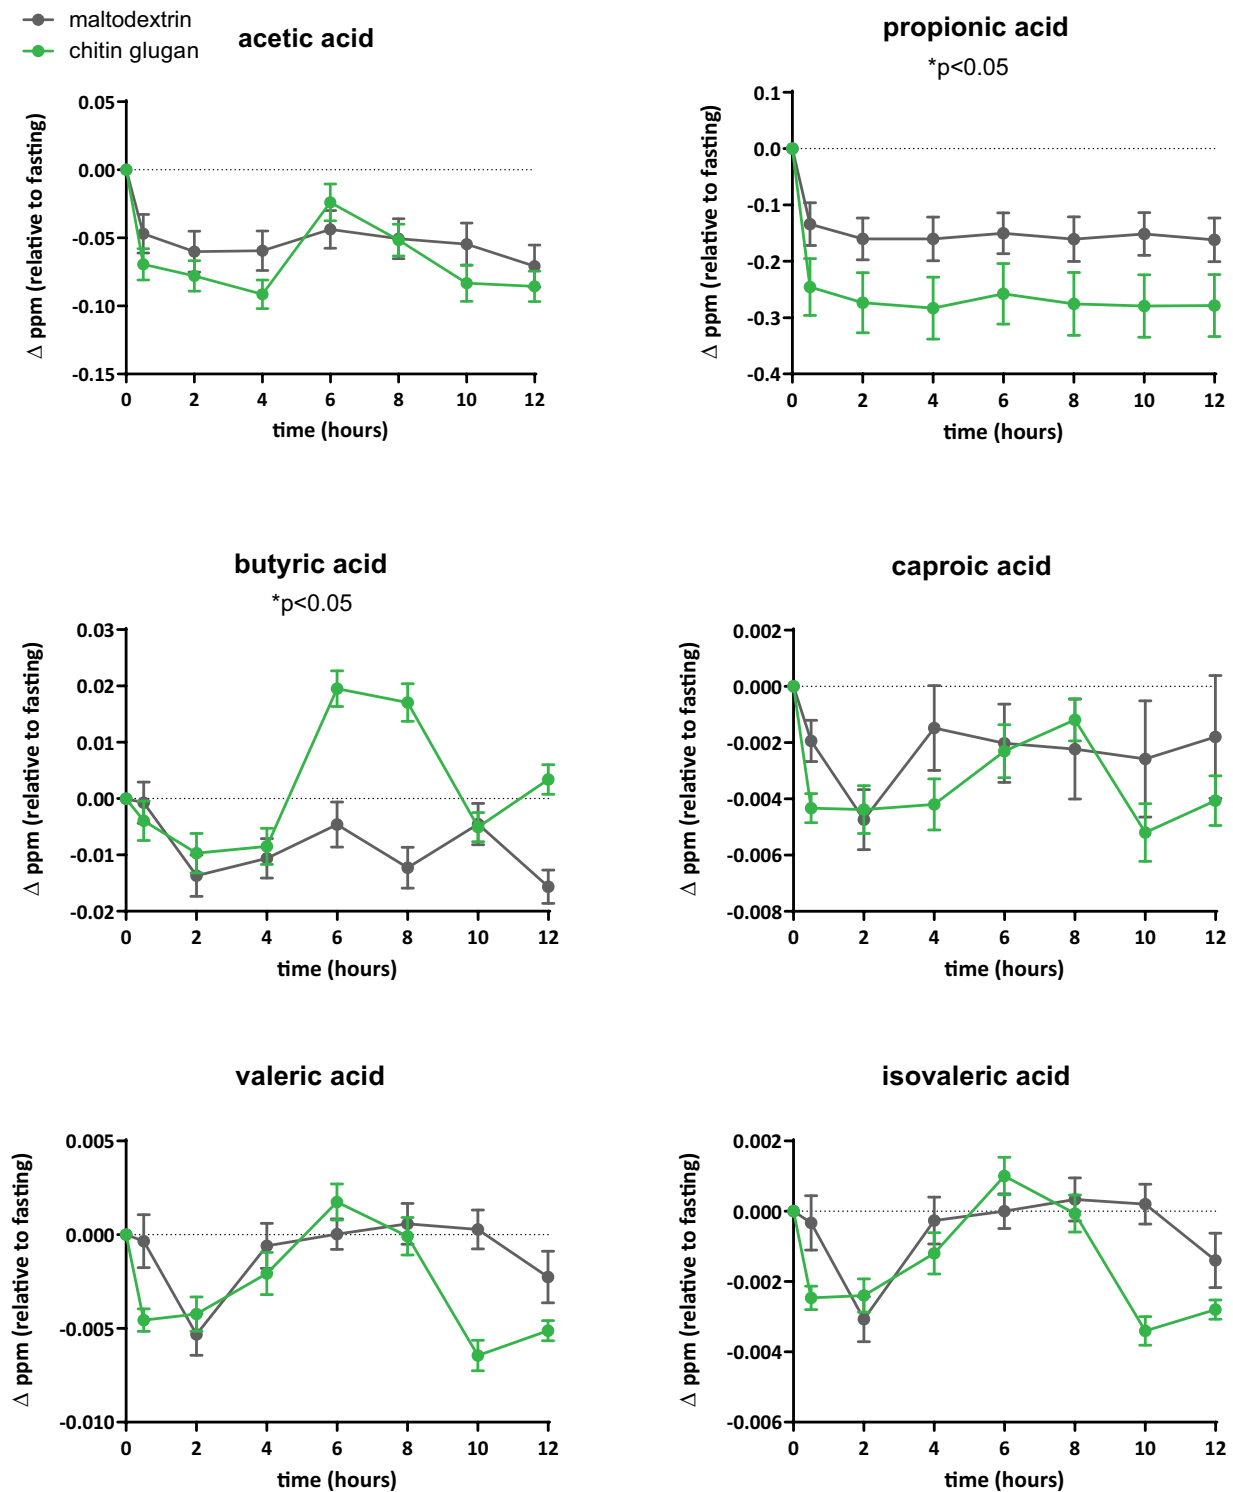 maltodextrin
chitin glugan
acetic acid
Δ ppm (relative to fasting)
0.05
0.00
-0.05
-0.10
-0.15
0 2 4 6 8 10 12
time (hours)
propionic acid
*p<0.05
Δ ppm (relative to fasting)
0.1
0.0
-0.1
-0.2
-0.3
-0.4
0 2 4 6 8 10 12
time (hours)
butyric acid
*p<0.05
Δ ppm (relative to fasting)
0.03
0.02
0.01
0.00
-0.01
-0.02
0 2 4 6 8 10 12
time (hours)
caproic acid
Δ ppm (relative to fasting)
0.002
0.000
-0.002
-0.004
-0.006
-0.008
0 2 4 6 8 10 12
time (hours)
valeric acid
Δ ppm (relative to fasting)
0.005
0.000
-0.005
-0.010
0 2 4 6 8 10 12
time (hours)
isovaleric acid
Δ ppm (relative to fasting)
0.002
0.000
-0.002
-0.004
-0.006
0 2 4 6 8 10 12
time (hours)